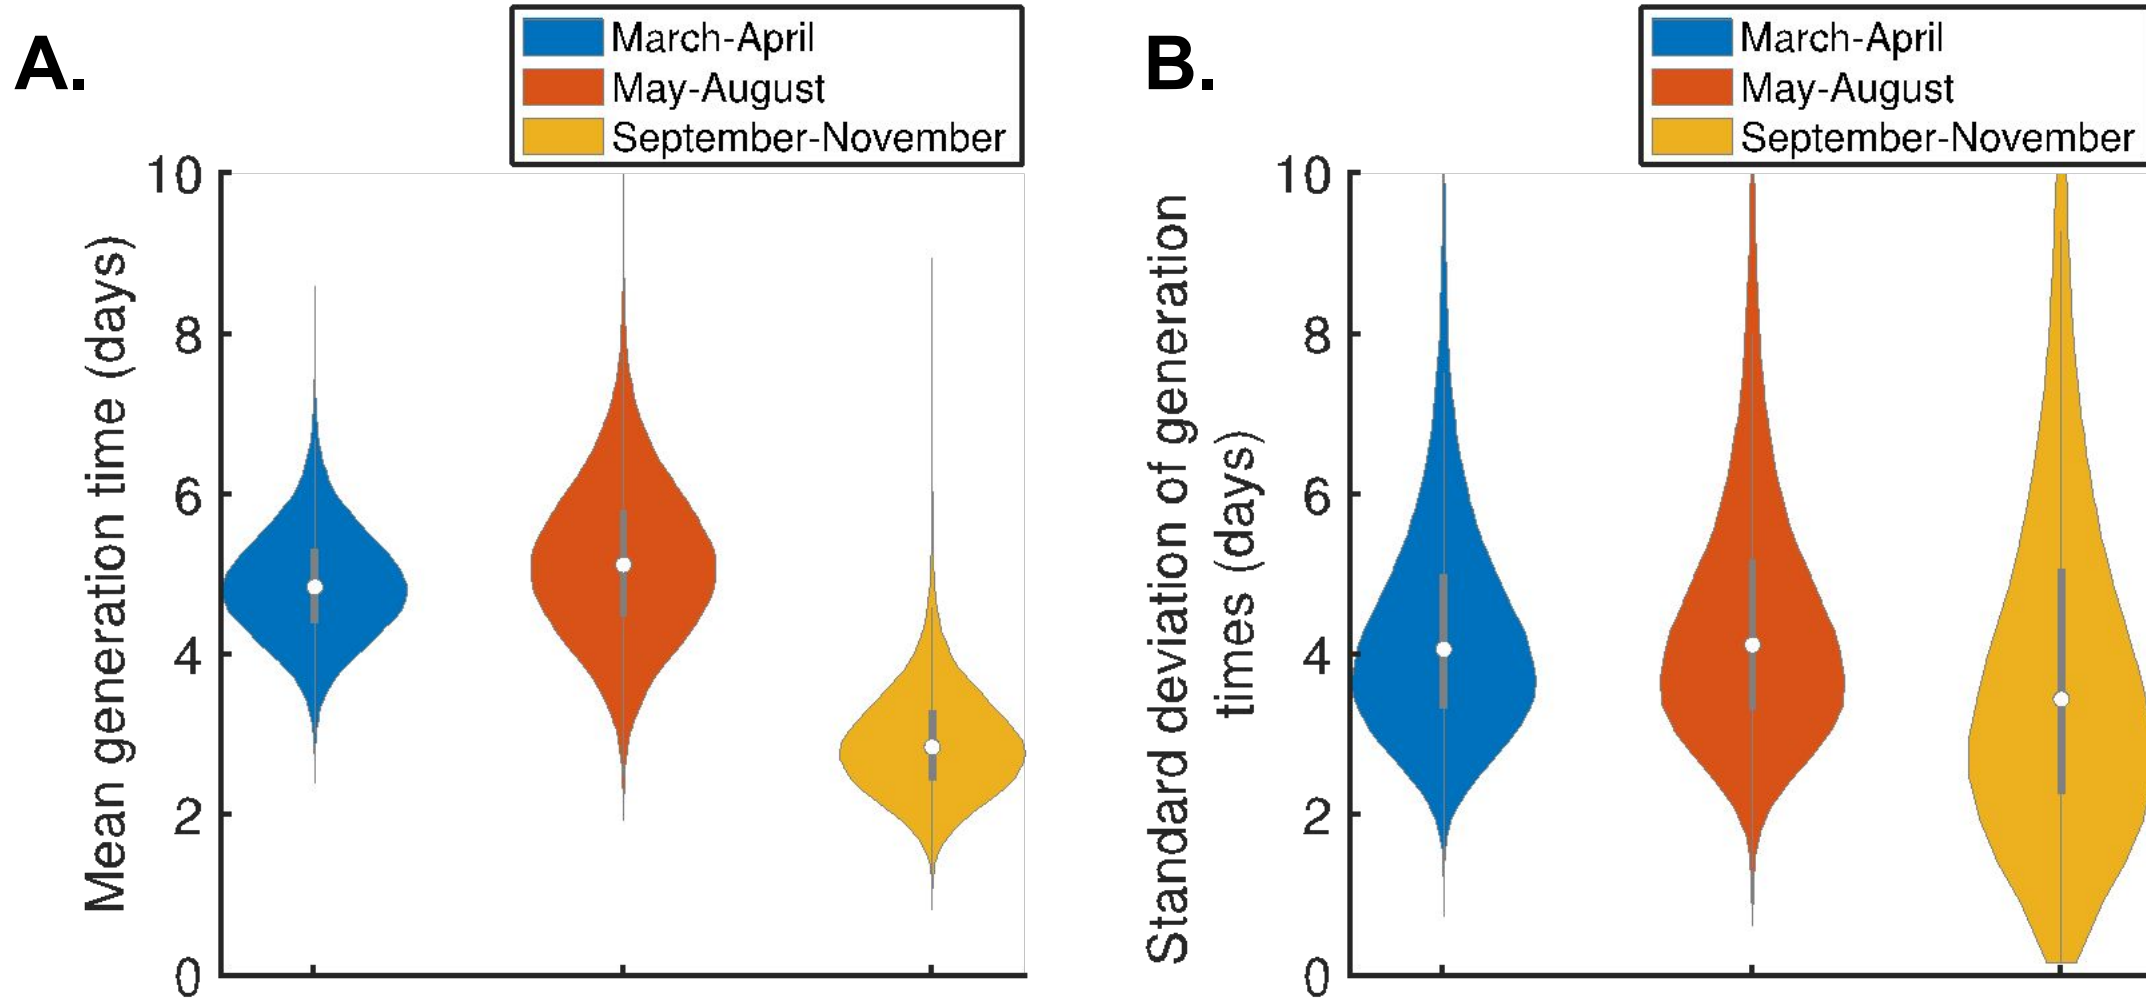 A.
March-April
May-August
September-November
Mean generation time (days)
10
8
6
4
2
0
B.
March-April
May-August
September-November
Standard deviation of generation
times (days)
10
8
6
4
2
0